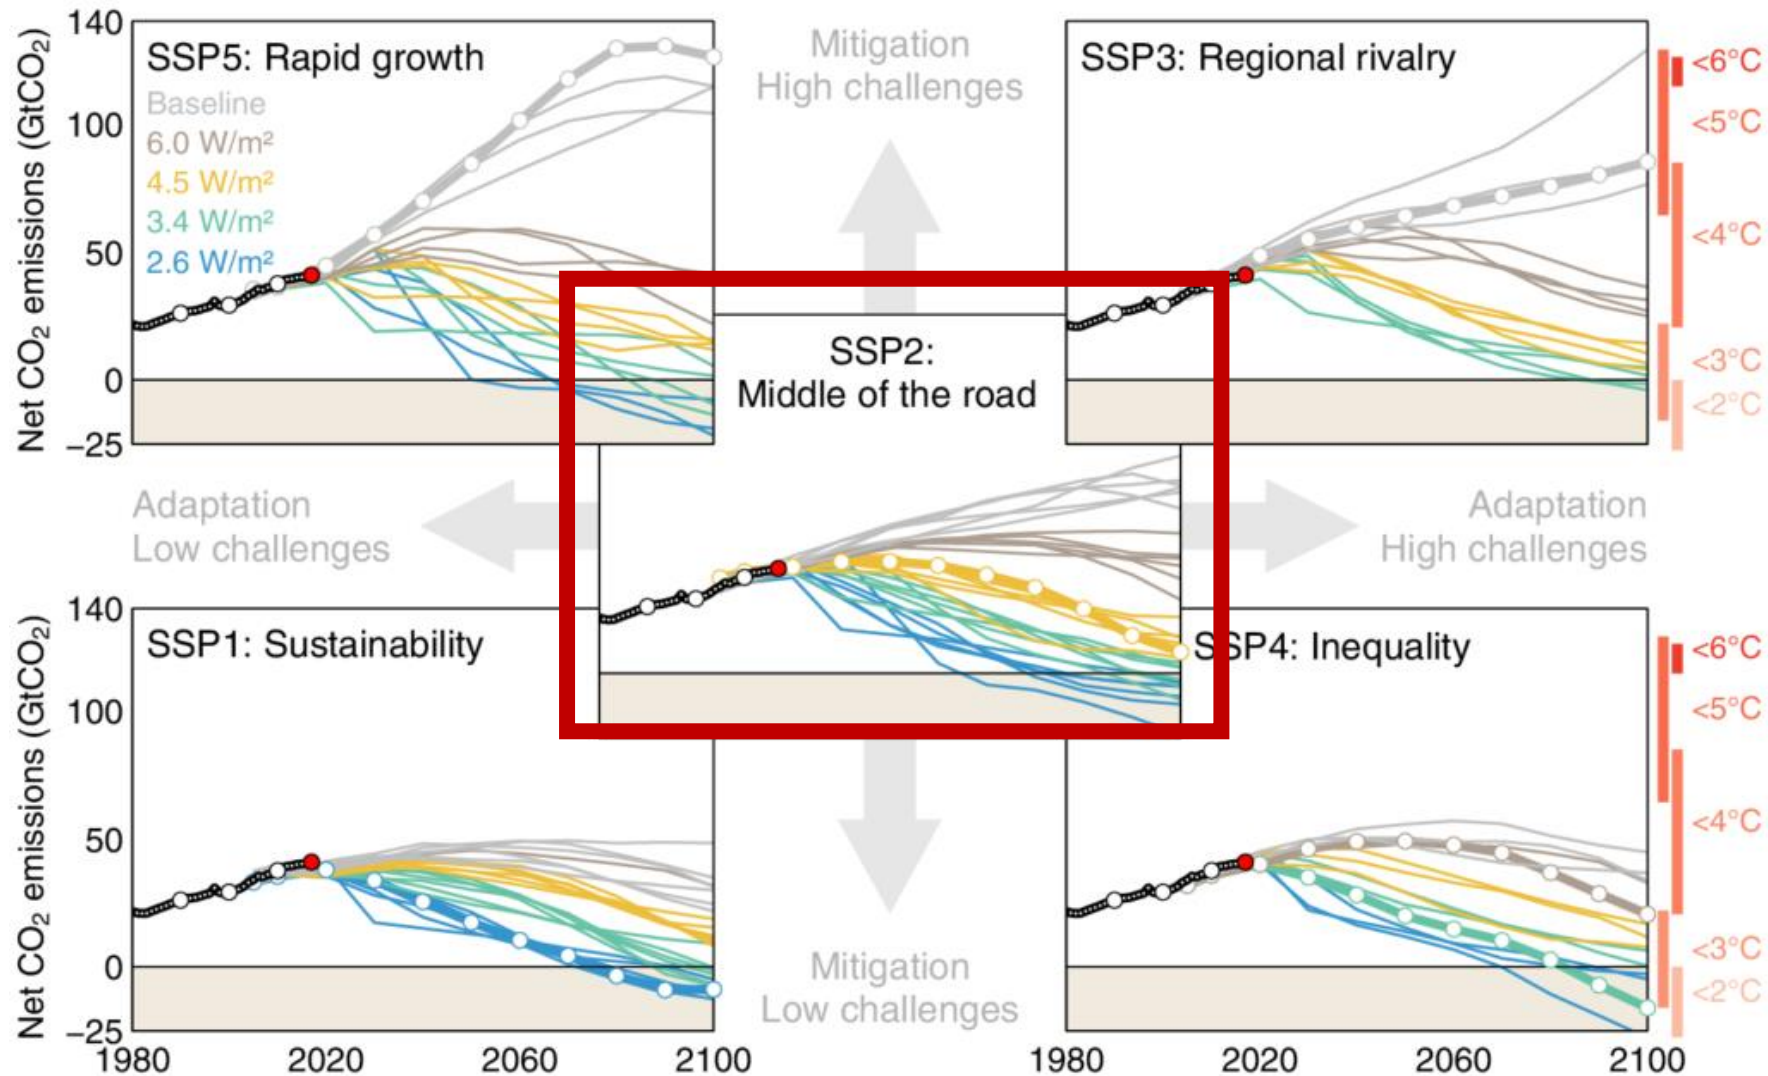 140
100
50
0
−25
Net CO₂ emissions (GtCO₂)
SSP5: Rapid growth
Baseline
6.0 W/m²
4.5 W/m²
3.4 W/m²
2.6 W/m²
Mitigation
High challenges
SSP3: Regional rivalry
<6°C
<5°C
<4°C
<3°C
<2°C
SSP2:
Middle of the road
Adaptation
Low challenges
Adaptation
High challenges
140
100
50
0
−25
Net CO₂ emissions (GtCO₂)
SSP1: Sustainability
SSP4: Inequality
<6°C
<5°C
<4°C
<3°C
<2°C
Mitigation
Low challenges
1980
2020
2060
2100
1980
2020
2060
2100